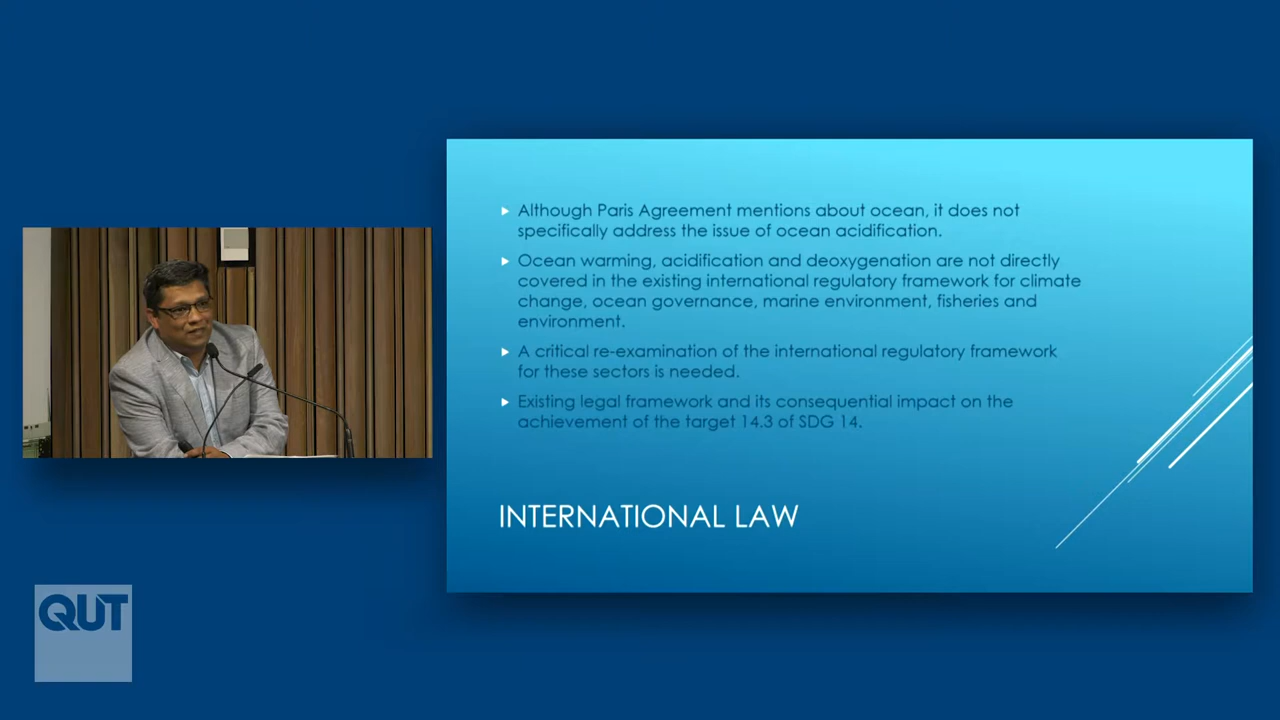 Although Paris Agreement mentions about ocean, it does not
specifically address the issue of ocean acidification.
Ocean warming, acidification and deoxygenation are not directly
covered in the existing international regulatory framework for climate
change, ocean governance, marine environment, fisheries and
environment.
A critical re-examination of the international regulatory framework
for these sectors is needed.
Existing legal framework and its consequential impact on the
achievement of the target 14.3 of SDG 14.
INTERNATIONAL LAW
QUT